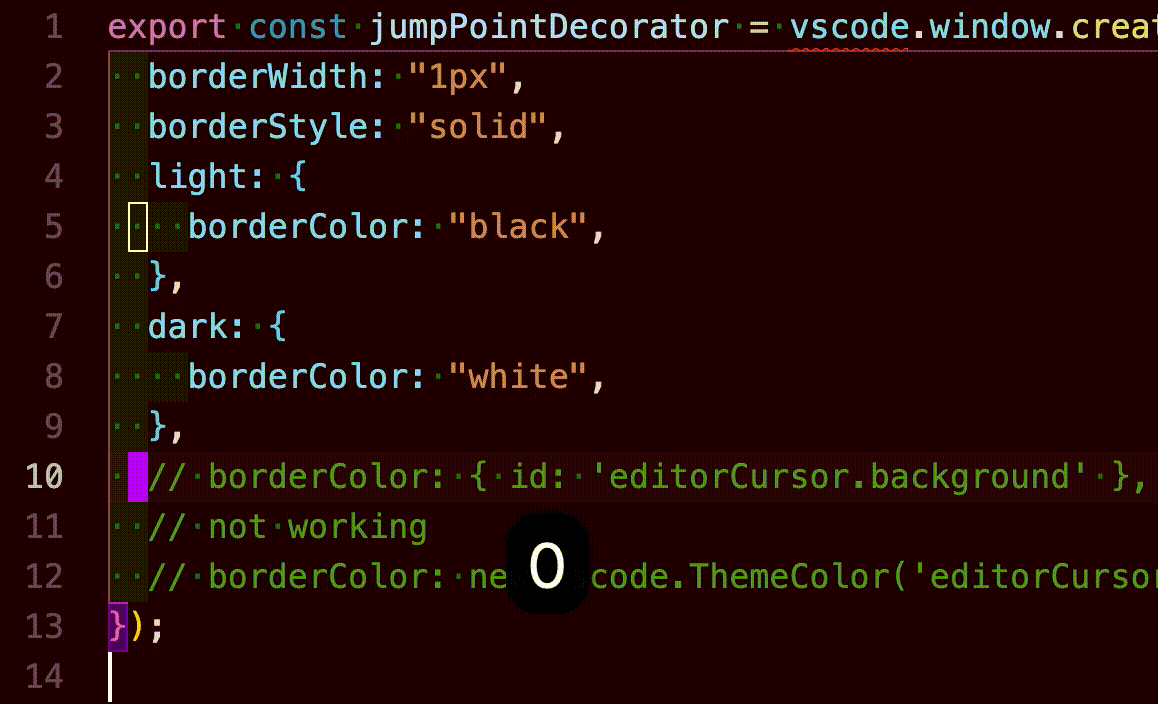 1 export const jumpPointDecorator = vscode.window.creat
2 borderWidth: "1px",
3 borderStyle: "solid",
4 light: {
5 borderColor: "black",
6 },
7 dark: {
8 borderColor: "white",
9 },
10 // borderColor: { id: 'editorCursor.background' },
11 // not working
12 // borderColor: ne code.ThemeColor('editorCursor
O
13 });
14